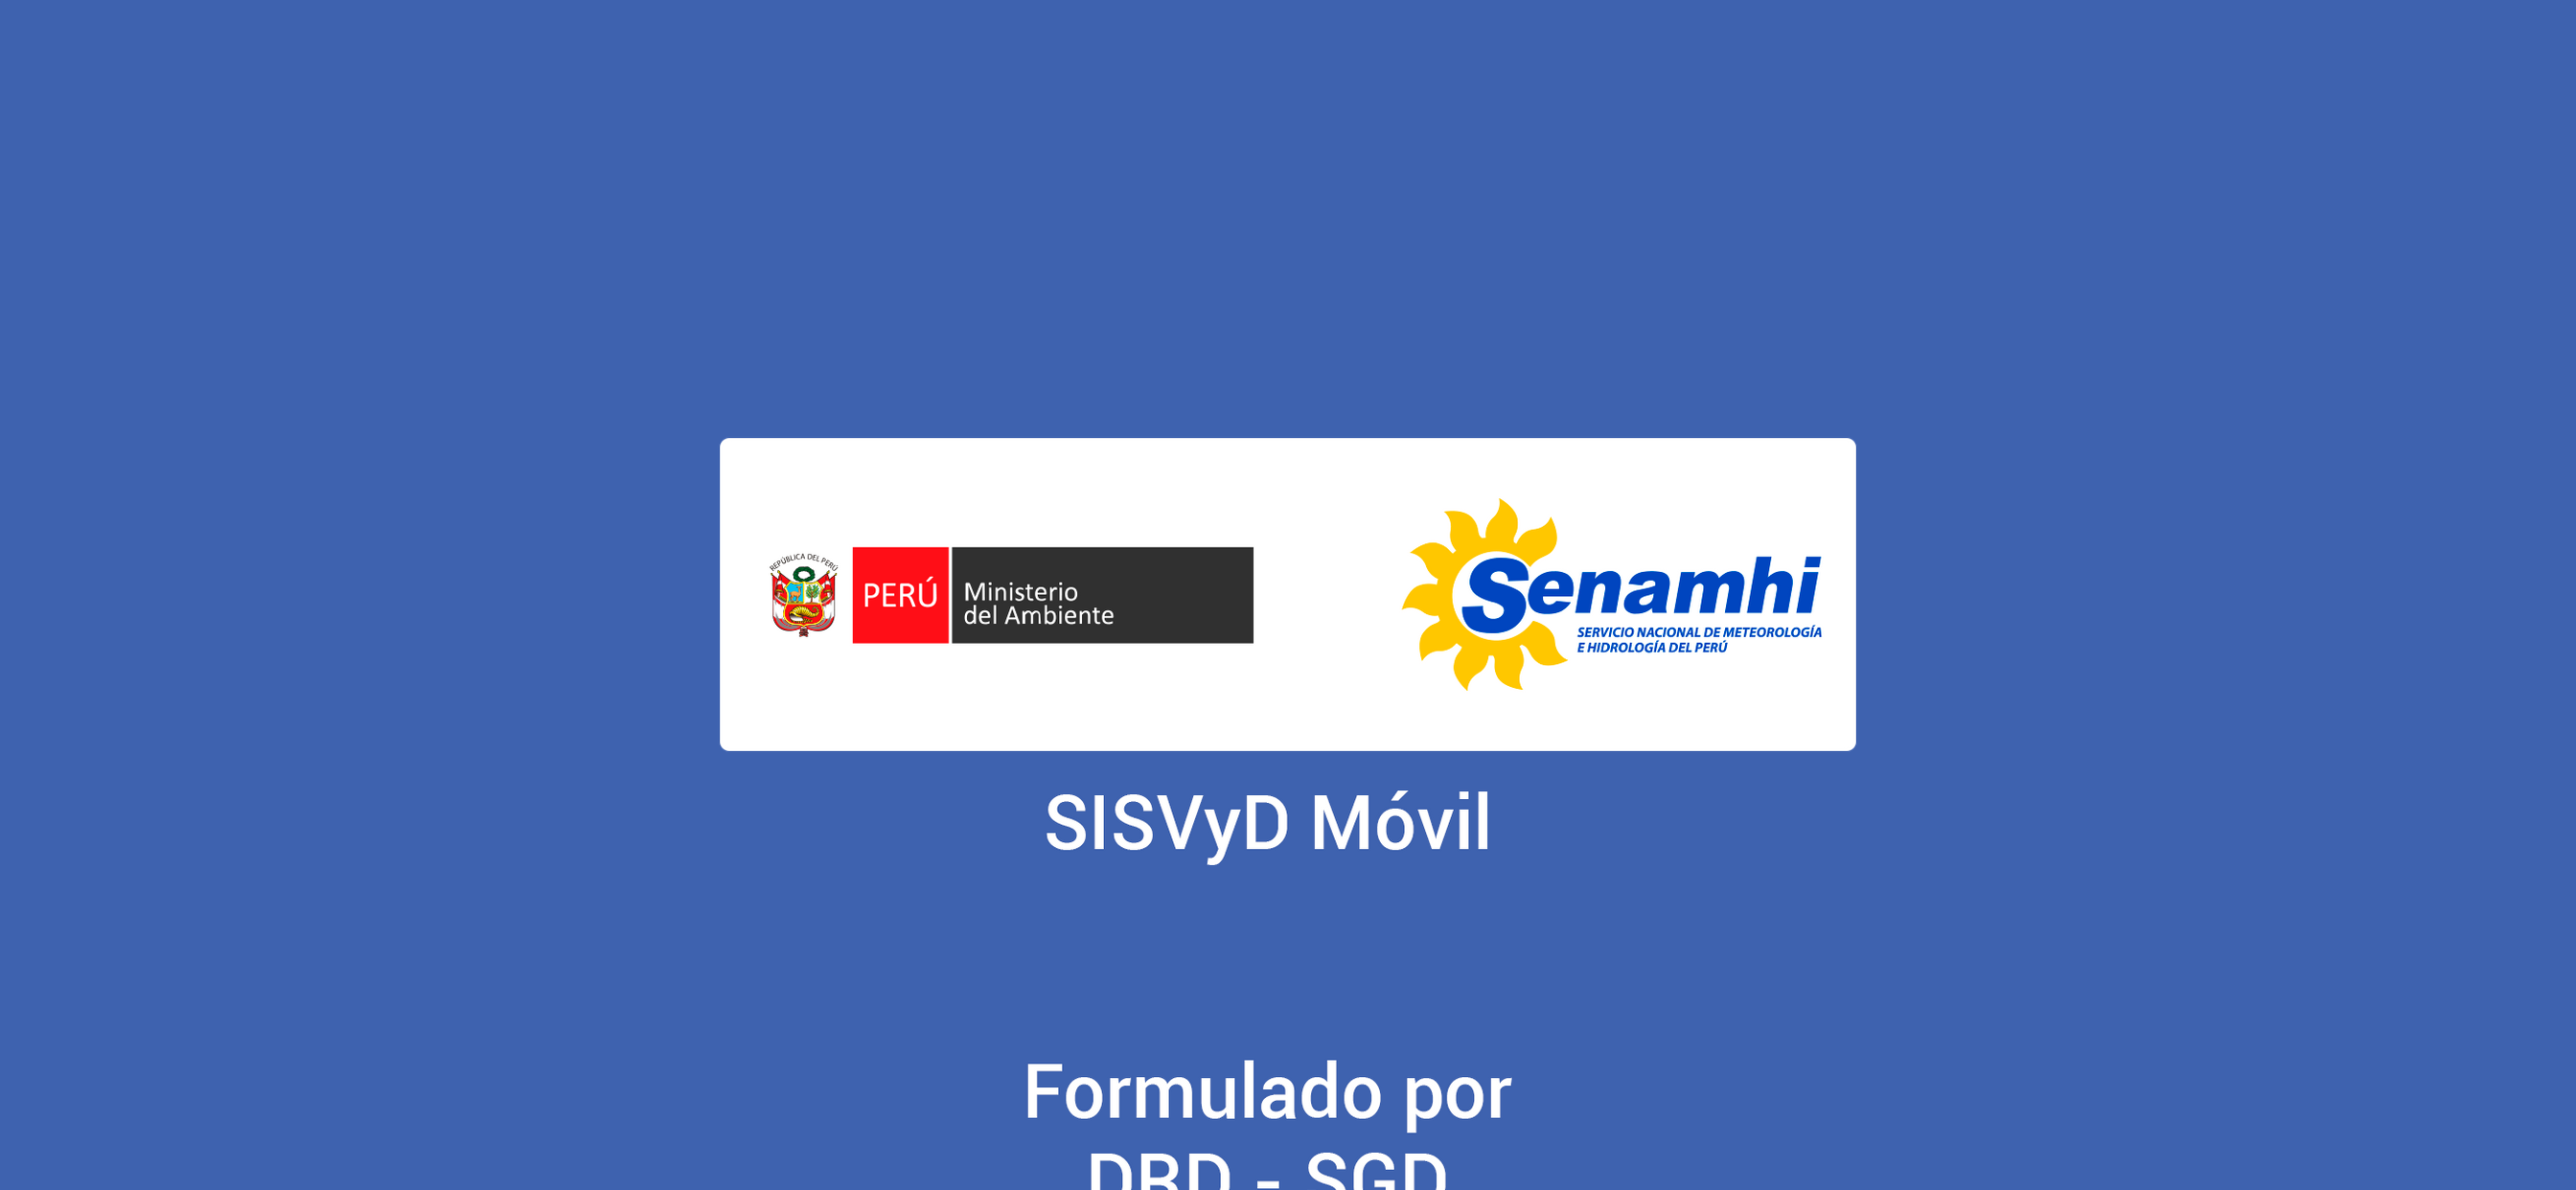 REPÚBLICA DEL PERÚ
PERÚ
Ministerio
del Ambiente
Senamhi
SERVICIO NACIONAL DE METEOROLOGÍA
E HIDROLOGÍA DEL PERÚ
SISVyD Móvil
Formulado por
DRD - SGD